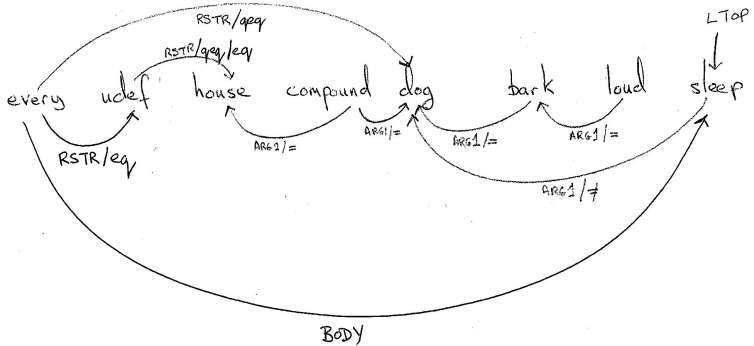 RSTR/qeq
LTOP
RSTR/qeq/eq
every udef house compound dog bark loud sleep
RSTR/eq
ARG2/=
ARG1/=
ARG1/=
ARG1/=
ARG1/≠
BODY